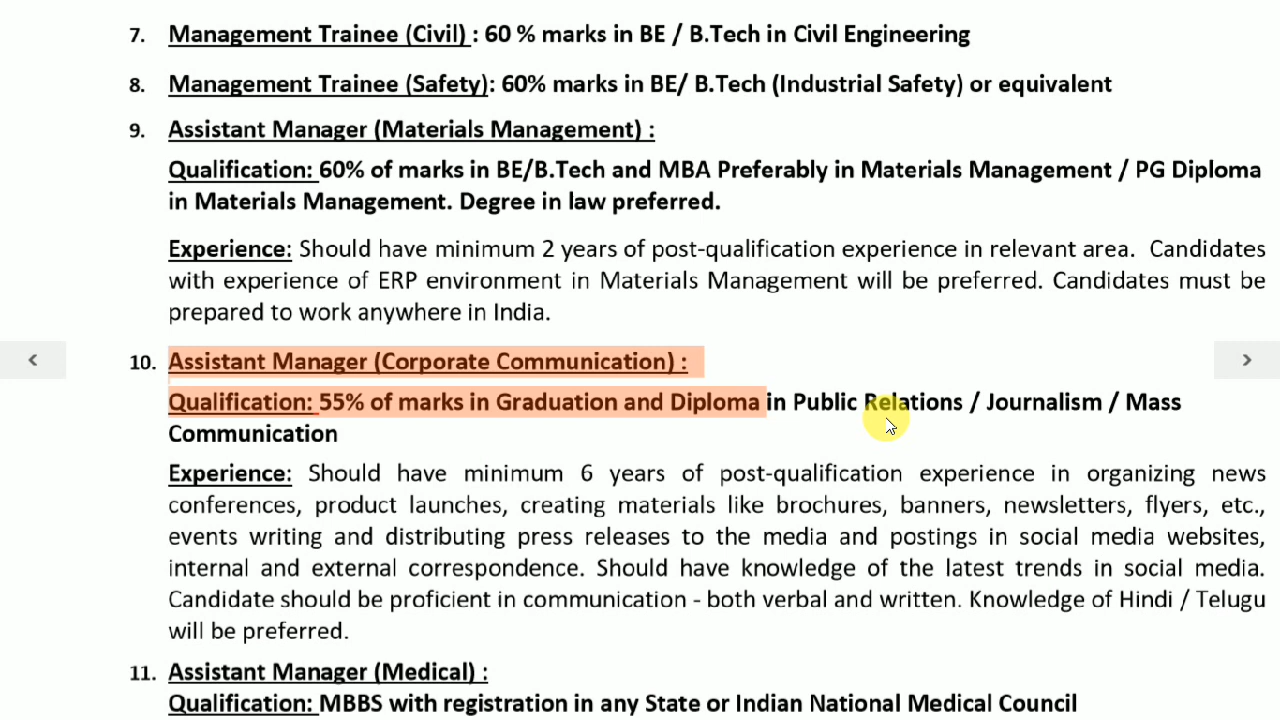 7. Management Trainee (Civil) : 60 % marks in BE / B.Tech in Civil Engineering
8. Management Trainee (Safety): 60% marks in BE/ B.Tech (Industrial Safety) or equivalent
9. Assistant Manager (Materials Management) :
Qualification: 60% of marks in BE/B.Tech and MBA Preferably in Materials Management / PG Diploma
in Materials Management. Degree in law preferred.
Experience: Should have minimum 2 years of post-qualification experience in relevant area. Candidates
with experience of ERP environment in Materials Management will be preferred. Candidates must be
prepared to work anywhere in India.
10. Assistant Manager (Corporate Communication) :
Qualification: 55% of marks in Graduation and Diploma in Public Relations / Journalism / Mass
Communication
Experience: Should have minimum 6 years of post-qualification experience in organizing news
conferences, product launches, creating materials like brochures, banners, newsletters, flyers, etc.,
events writing and distributing press releases to the media and postings in social media websites,
internal and external correspondence. Should have knowledge of the latest trends in social media.
Candidate should be proficient in communication - both verbal and written. Knowledge of Hindi / Telugu
will be preferred.
11. Assistant Manager (Medical) :
Qualification: MBBS with registration in any State or Indian National Medical Council